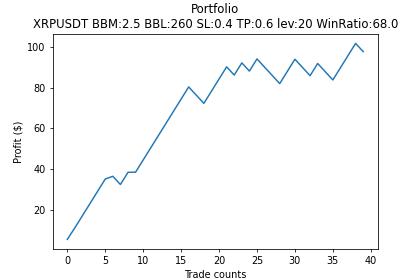 Portfolio
XRPUSDT BBM:2.5 BBL:260 SL:0.4 TP:0.6 lev:20 WinRatio:68.0
100
80
60
40
20
Profit ($)
0 5 10 15 20 25 30 35 40
Trade counts